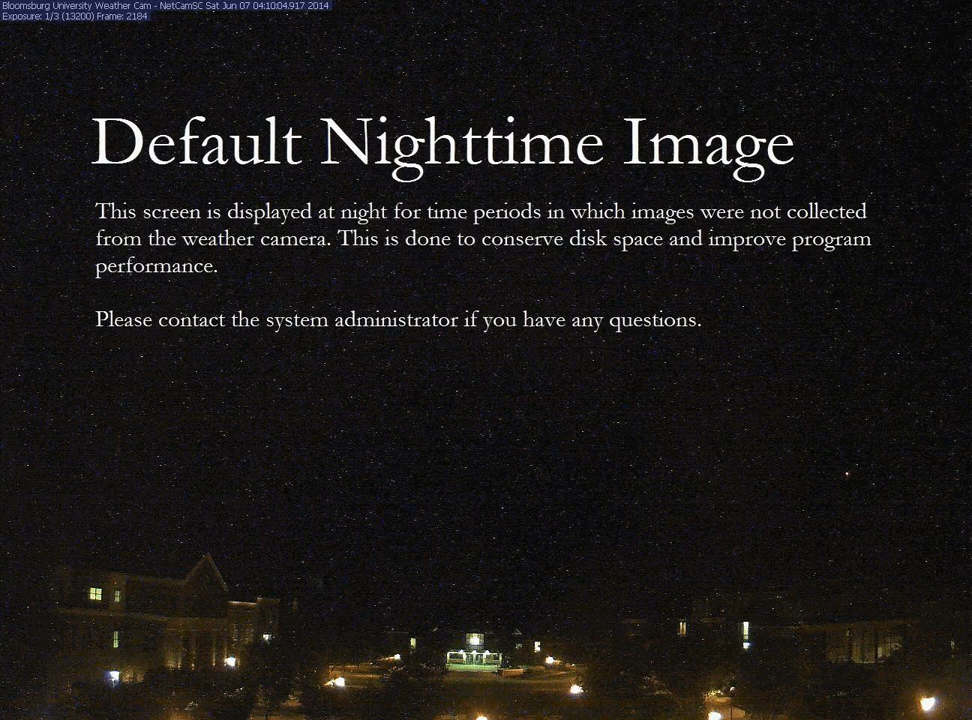 Bloomsburg University Weather Cam - NetCamSC Sat Jun 07 04:10:04.917 2014
Exposure: 1/3 (13200) Frame: 2184
Default Nighttime Image
This screen is displayed at night for time periods in which images were not collected
from the weather camera. This is done to conserve disk space and improve program
performance.
Please contact the system administrator if you have any questions.